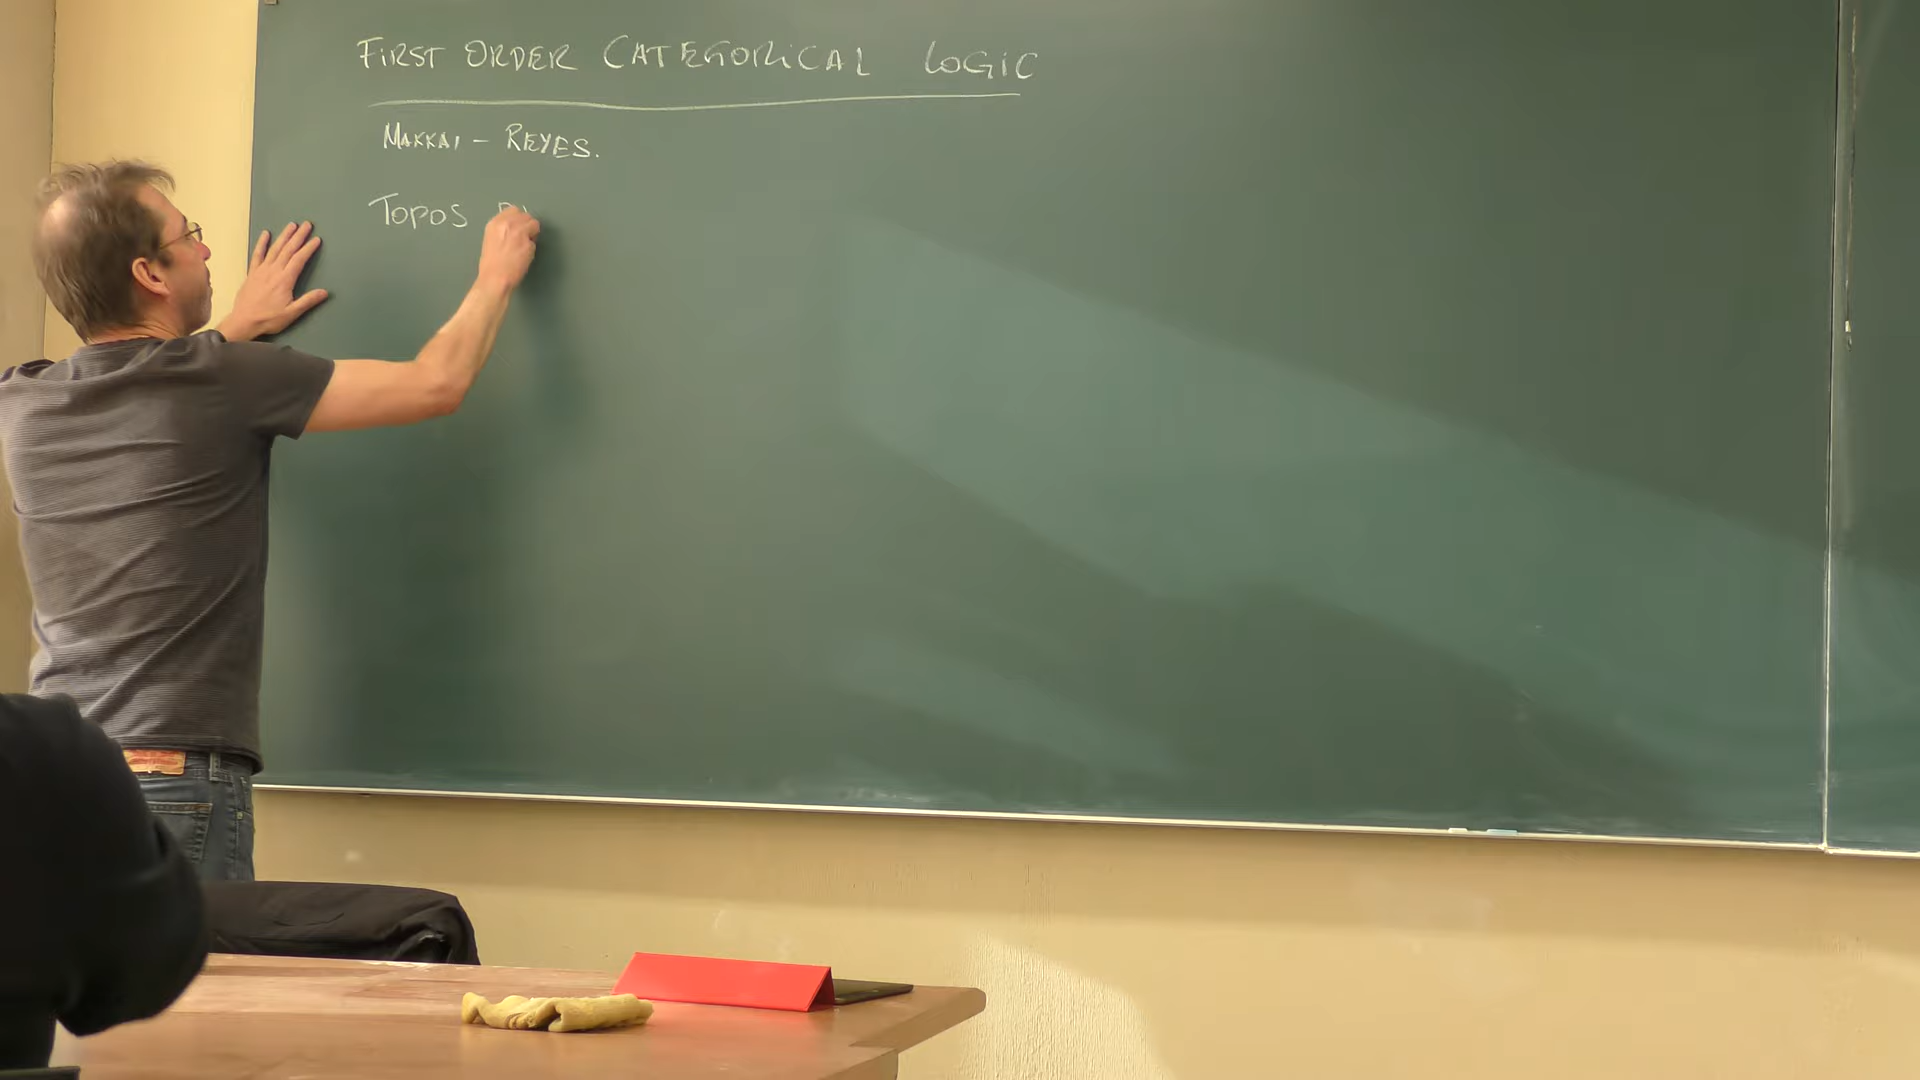 FIRST ORDER CATEGORICAL LOGIC
MAKKAI - REYES.
TOPOS